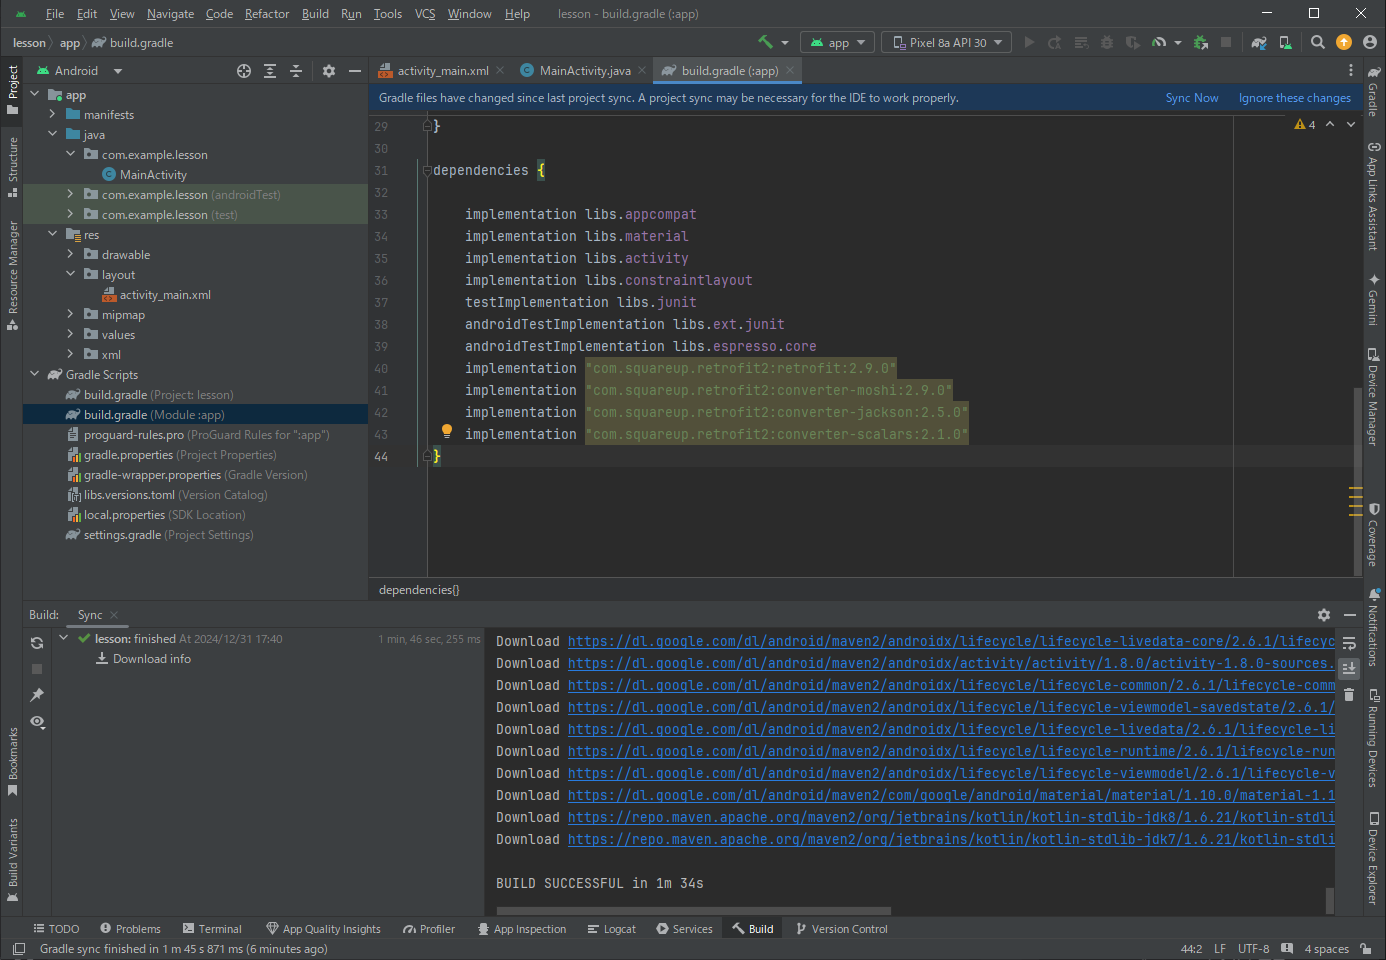 File Edit View Navigate Code Refactor Build Run Tools VCS Window Help lesson - build.gradle (:app)
lesson app build.gradle app Pixel 8a API 30
Android activity_main.xml MainActivity.java build.gradle (:app)
Gradle files have changed since last project sync. A project sync may be necessary for the IDE to work properly. Sync Now Ignore these changes
Project
Structure
Resource Manager
Bookmarks
Build Variants
app
manifests
java
com.example.lesson
MainActivity
com.example.lesson (androidTest)
com.example.lesson (test)
res
drawable
layout
activity_main.xml
mipmap
values
xml
Gradle Scripts
build.gradle (Project: lesson)
build.gradle (Module :app)
proguard-rules.pro (ProGuard Rules for ":app")
gradle.properties (Project Properties)
gradle-wrapper.properties (Gradle Version)
libs.versions.toml (Version Catalog)
local.properties (SDK Location)
settings.gradle (Project Settings)
4
29 }
30
31 dependencies {
32
33 implementation libs.appcompat
34 implementation libs.material
35 implementation libs.activity
36 implementation libs.constraintlayout
37 testImplementation libs.junit
38 androidTestImplementation libs.ext.junit
39 androidTestImplementation libs.espresso.core
40 implementation "com.squareup.retrofit2:retrofit:2.9.0"
41 implementation "com.squareup.retrofit2:converter-moshi:2.9.0"
42 implementation "com.squareup.retrofit2:converter-jackson:2.5.0"
43 implementation "com.squareup.retrofit2:converter-scalars:2.1.0"
44 }
dependencies{}
Gradle
App Links Assistant
Gemini
Device Manager
Coverage
Notifications
Running Devices
Device Explorer
Build: Sync
lesson: finished At 2024/12/31 17:40 1 min, 46 sec, 255 ms
Download info
Download https://dl.google.com/dl/android/maven2/androidx/lifecycle/lifecycle-livedata-core/2.6.1/lifecyc
Download https://dl.google.com/dl/android/maven2/androidx/activity/activity/1.8.0/activity-1.8.0-sources.
Download https://dl.google.com/dl/android/maven2/androidx/lifecycle/lifecycle-common/2.6.1/lifecycle-comm
Download https://dl.google.com/dl/android/maven2/androidx/lifecycle/lifecycle-viewmodel-savedstate/2.6.1/
Download https://dl.google.com/dl/android/maven2/androidx/lifecycle/lifecycle-livedata/2.6.1/lifecycle-li
Download https://dl.google.com/dl/android/maven2/androidx/lifecycle/lifecycle-runtime/2.6.1/lifecycle-run
Download https://dl.google.com/dl/android/maven2/androidx/lifecycle/lifecycle-viewmodel/2.6.1/lifecycle-v
Download https://dl.google.com/dl/android/maven2/com/google/android/material/material/1.10.0/material-1.1
Download https://repo.maven.apache.org/maven2/org/jetbrains/kotlin/kotlin-stdlib-jdk8/1.6.21/kotlin-stdli
Download https://repo.maven.apache.org/maven2/org/jetbrains/kotlin/kotlin-stdlib-jdk7/1.6.21/kotlin-stdli
BUILD SUCCESSFUL in 1m 34s
TODO Problems Terminal App Quality Insights Profiler App Inspection Logcat Services Build Version Control
Gradle sync finished in 1 m 45 s 871 ms (6 minutes ago) 44:2 LF UTF-8 4 spaces